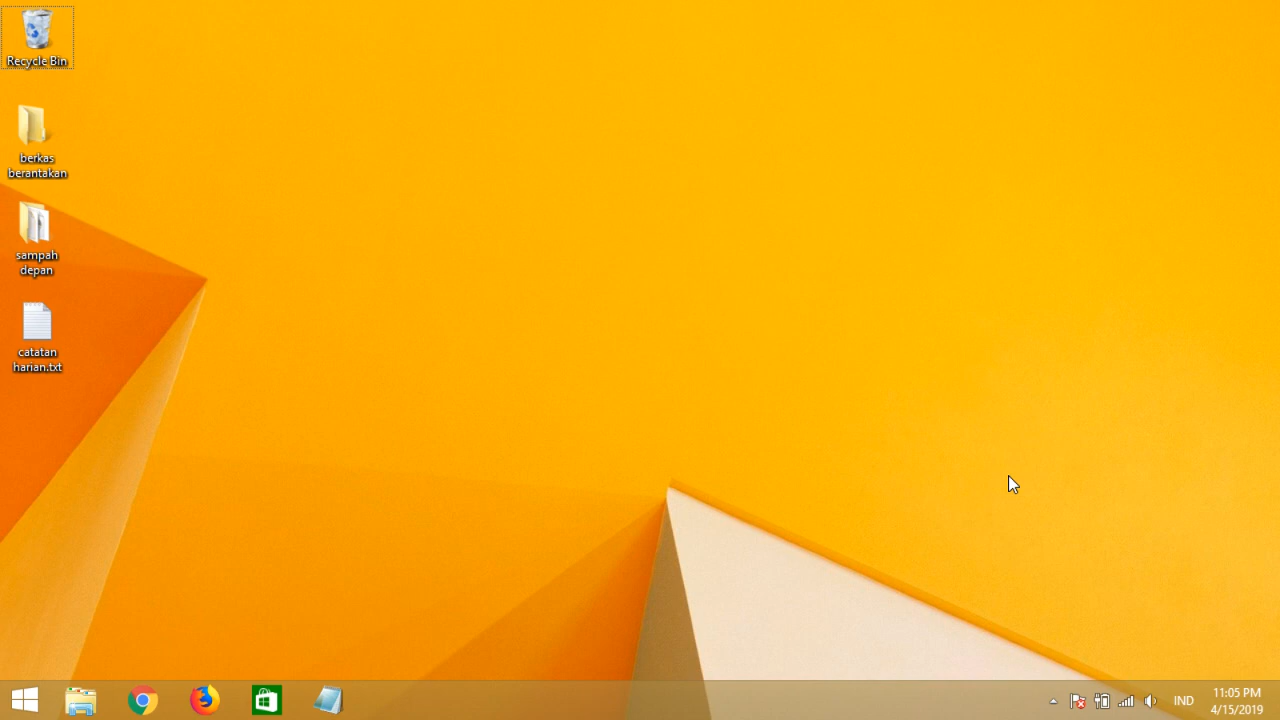 Recycle Bin
berkas
berantakan
sampah
depan
catatan
harian.txt
IND
11:05 PM
4/15/2019